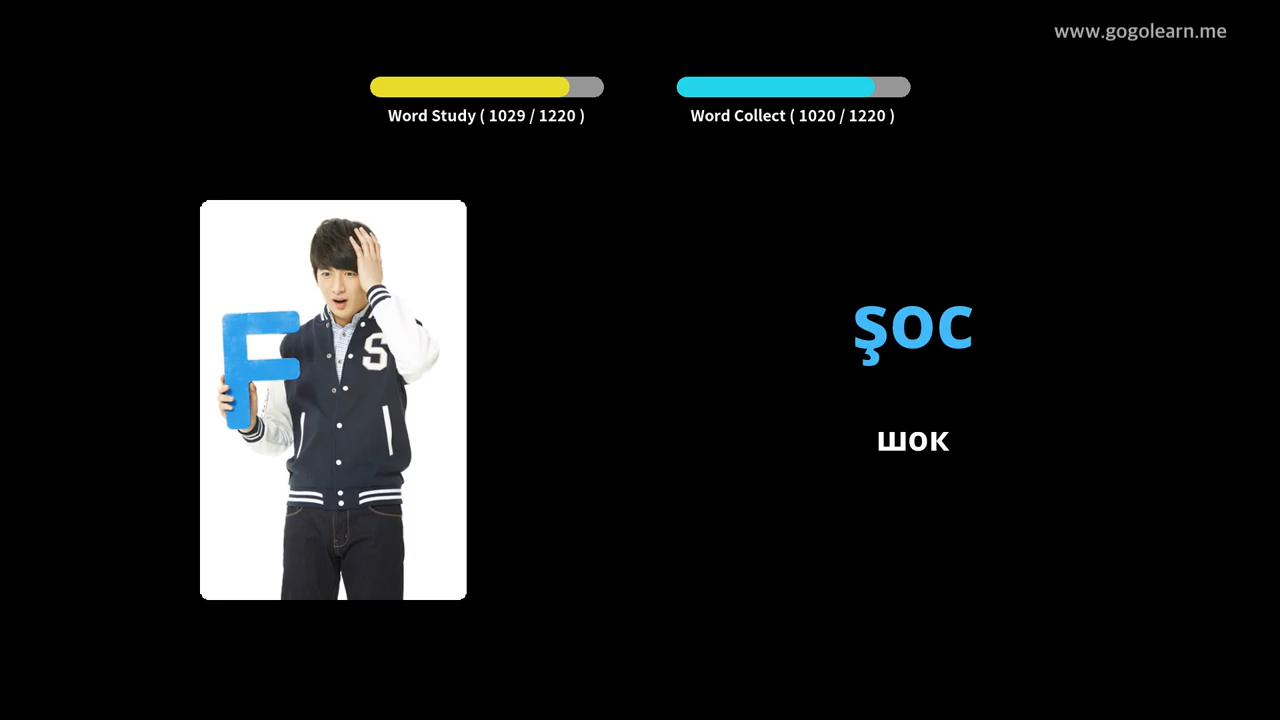 www.gogolearn.me
Word Study ( 1029 / 1220 )
Word Collect ( 1020 / 1220 )
F
S
şoc
шок